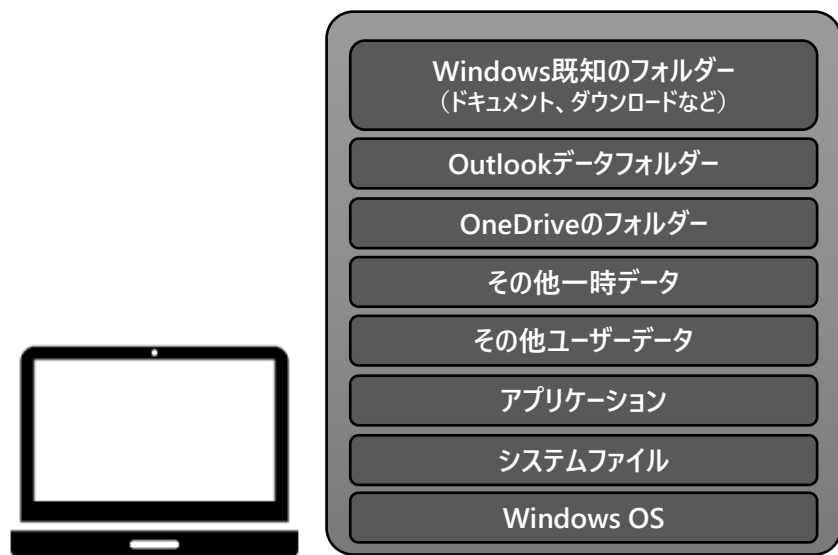 Windows既知のフォルダー
（ドキュメント、ダウンロードなど）
Outlookデータフォルダー
OneDriveのフォルダー
その他一時データ
その他ユーザーデータ
アプリケーション
システムファイル
Windows OS